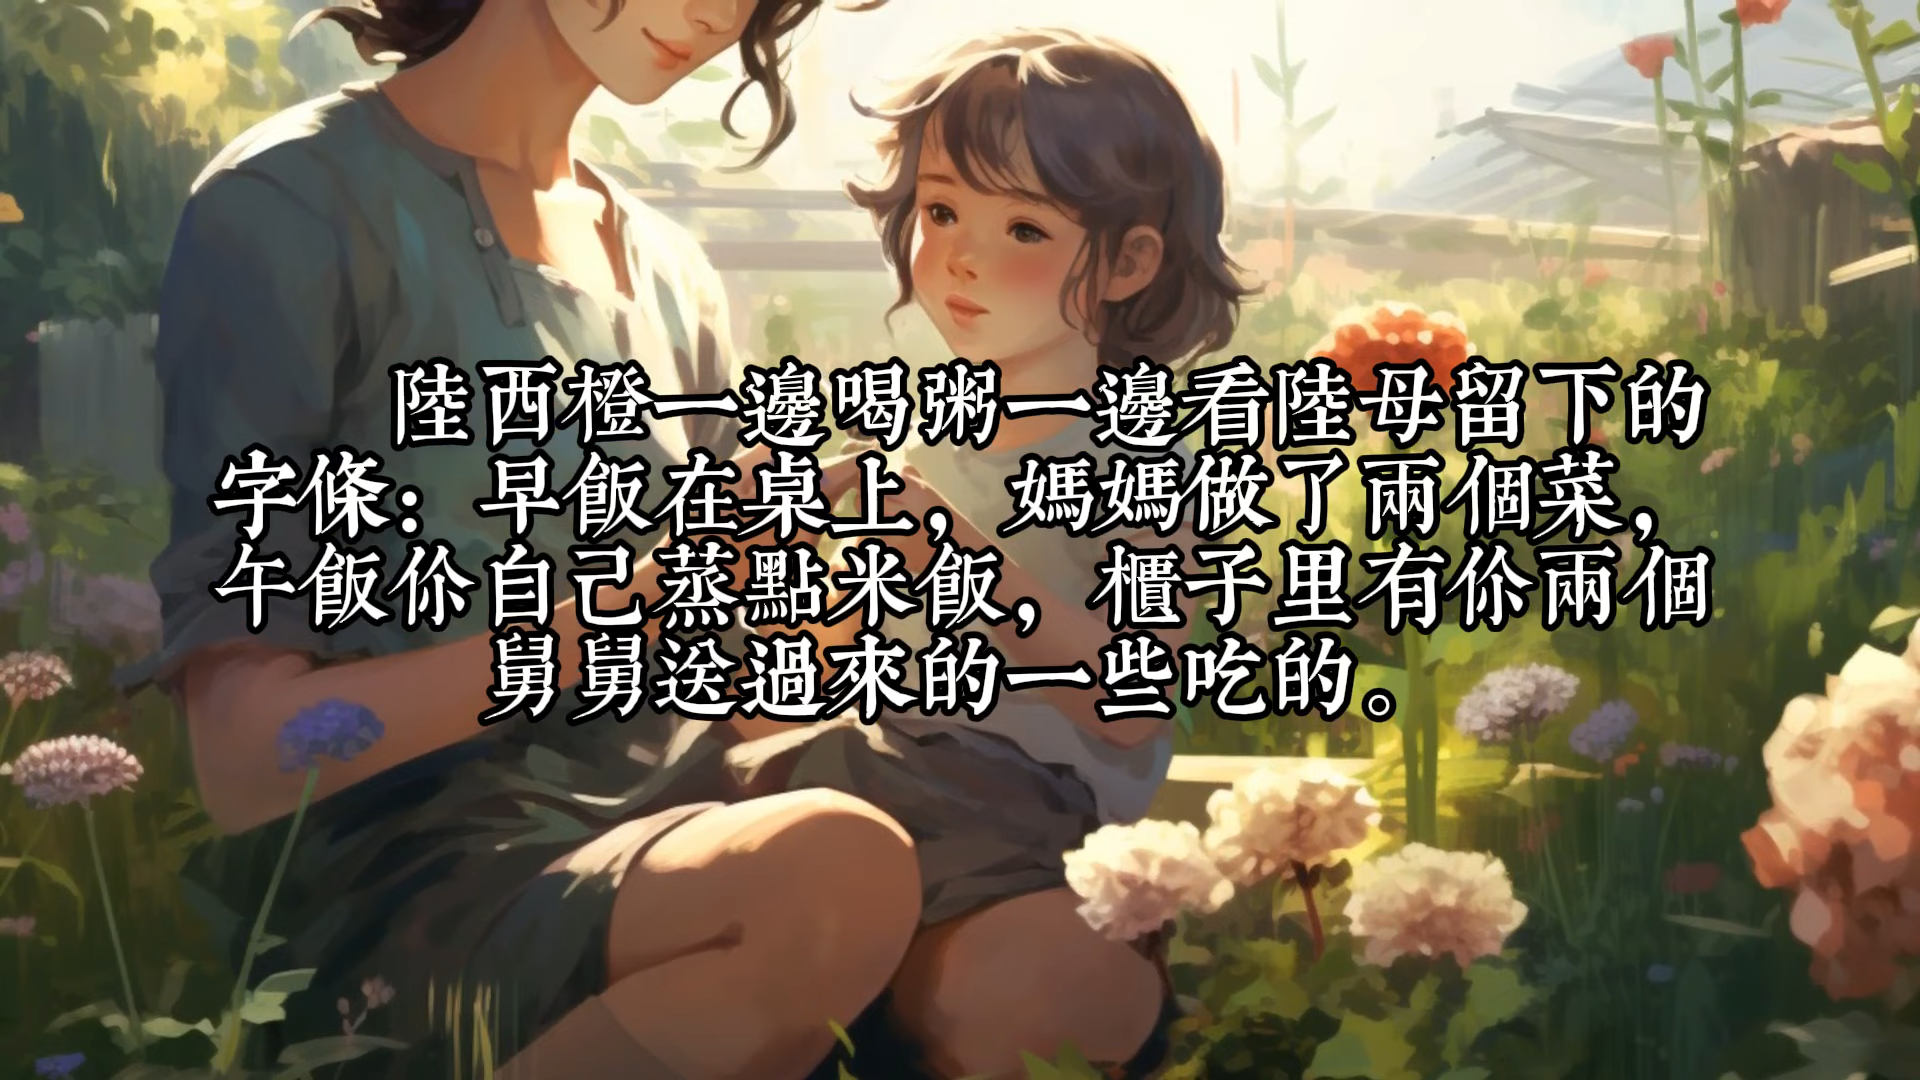 陸西橙一邊喝粥一邊看陸母留下的
字條：早飯在桌上，媽媽做了兩個菜，
午飯你自己蒸點米飯，櫃子里有你兩個
舅舅送過來的一些吃的。